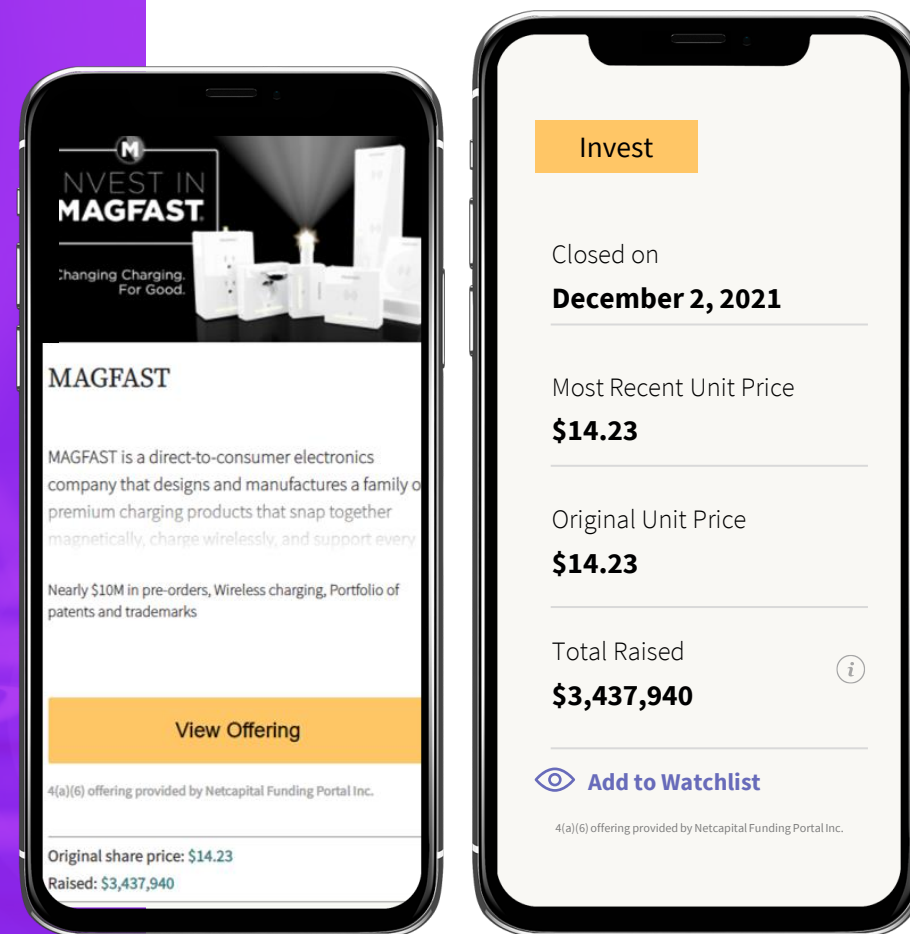 M
NVEST IN
MAGFAST
Changing Charging.
For Good.
MAGFAST
MAGFAST is a direct-to-consumer electronics
company that designs and manufactures a family o
premium charging products that snap together
magnetically, charge wirelessly, and support every
Nearly $10M in pre-orders, Wireless charging, Portfolio of
patents and trademarks
View Offering
4(a)(6) offering provided by Netcapital Funding Portal Inc.
Original share price: $14.23
Raised: $3,437,940
Invest
Closed on
December 2, 2021
Most Recent Unit Price
$14.23
Original Unit Price
$14.23
Total Raised
i
$3,437,940
Add to Watchlist
4(a)(6) offering provided by Netcapital Funding Portal Inc.